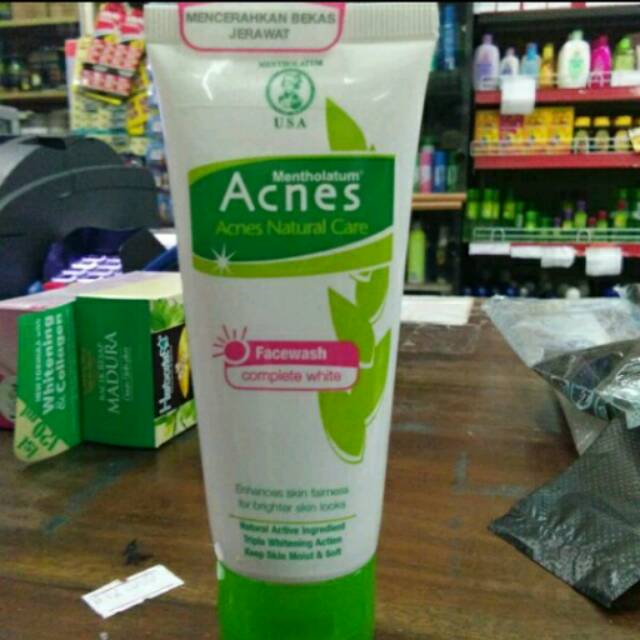 MENCERAHKAN BEKAS
JERAWAT
MENTHOLATUM
USA
Mentholatum
Acnes
Acnes Natural Care
Facewash
complete white
Enhances skin fairness
for brighter skin looks
Natural Active Ingredient
Triple Whitening Action
Keep Skin Moist & Soft
Whitening
& Collagen
MADURA